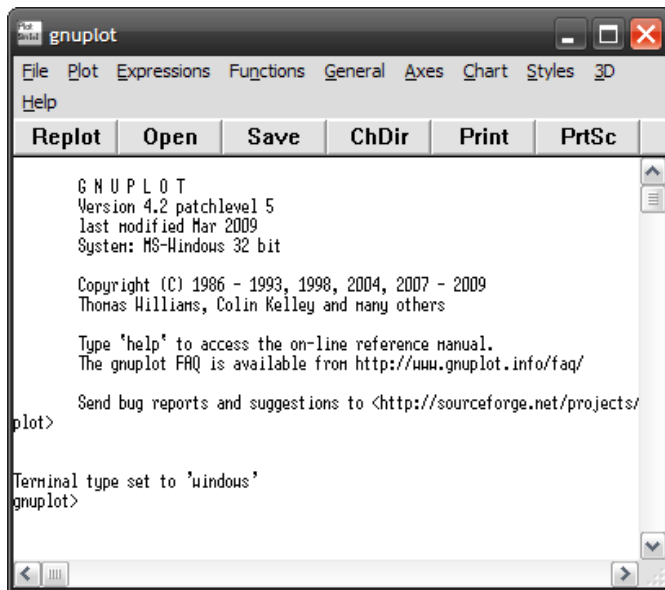 gnuplot
File Plot Expressions Functions General Axes Chart Styles 3D
Help
Replot Open Save ChDir Print PrtSc
G N U P L O T
Version 4.2 patchlevel 5
last modified Mar 2009
System: MS-Windows 32 bit
Copyright (C) 1986 - 1993, 1998, 2004, 2007 - 2009
Thomas Williams, Colin Kelley and many others
Type `help` to access the on-line reference manual.
The gnuplot FAQ is available from http://www.gnuplot.info/faq/
Send bug reports and suggestions to <http://sourceforge.net/projects/
plot>
Terminal type set to 'windows'
gnuplot>